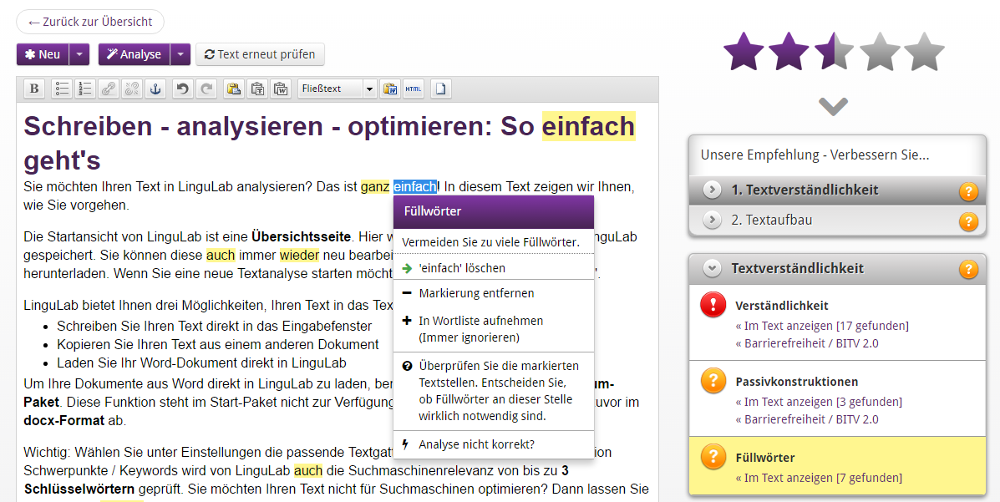 ← Zurück zur Übersicht
Neu
Analyse
Text erneut prüfen
B
Fließtext
HTML
Schreiben - analysieren - optimieren: So einfach
geht's
Sie möchten Ihren Text in LinguLab analysieren? Das ist ganz einfach! In diesem Text zeigen wir Ihnen,
wie Sie vorgehen.
Die Startansicht von LinguLab ist eine Übersichtsseite. Hier
gespeichert. Sie können diese auch immer wieder neu bearbei
herunterladen. Wenn Sie eine neue Textanalyse starten möcht
LinguLab bietet Ihnen drei Möglichkeiten, Ihren Text in das Tex
• Schreiben Sie Ihren Text direkt in das Eingabefenster
• Kopieren Sie Ihren Text aus einem anderen Dokument
• Laden Sie Ihr Word-Dokument direkt in LinguLab
Um Ihre Dokumente aus Word direkt in LinguLab zu laden, ben
um-
Paket. Diese Funktion steht im Start-Paket nicht zur Verfügung
uvor im
docx-Format ab.
Wichtig: Wählen Sie unter Einstellungen die passende Textgatt
ion
Schwerpunkte / Keywords wird von LinguLab auch die Suchmaschinenrelevanz von bis zu 3
Schlüsselwörtern geprüft. Sie möchten Ihren Text nicht für Suchmaschinen optimieren? Dann lassen Sie
Füllwörter
Vermeiden Sie zu viele Füllwörter.
'einfach' löschen
Markierung entfernen
In Wortliste aufnehmen
(Immer ignorieren)
Überprüfen Sie die markierten
Textstellen. Entscheiden Sie,
ob Füllwörter an dieser Stelle
wirklich notwendig sind.
Analyse nicht korrekt?
Unsere Empfehlung - Verbessern Sie...
1. Textverständlichkeit ?
2. Textaufbau ?
Textverständlichkeit ?
! Verständlichkeit
« Im Text anzeigen [17 gefunden]
« Barrierefreiheit / BITV 2.0
? Passivkonstruktionen
« Im Text anzeigen [3 gefunden]
« Barrierefreiheit / BITV 2.0
? Füllwörter
« Im Text anzeigen [7 gefunden]